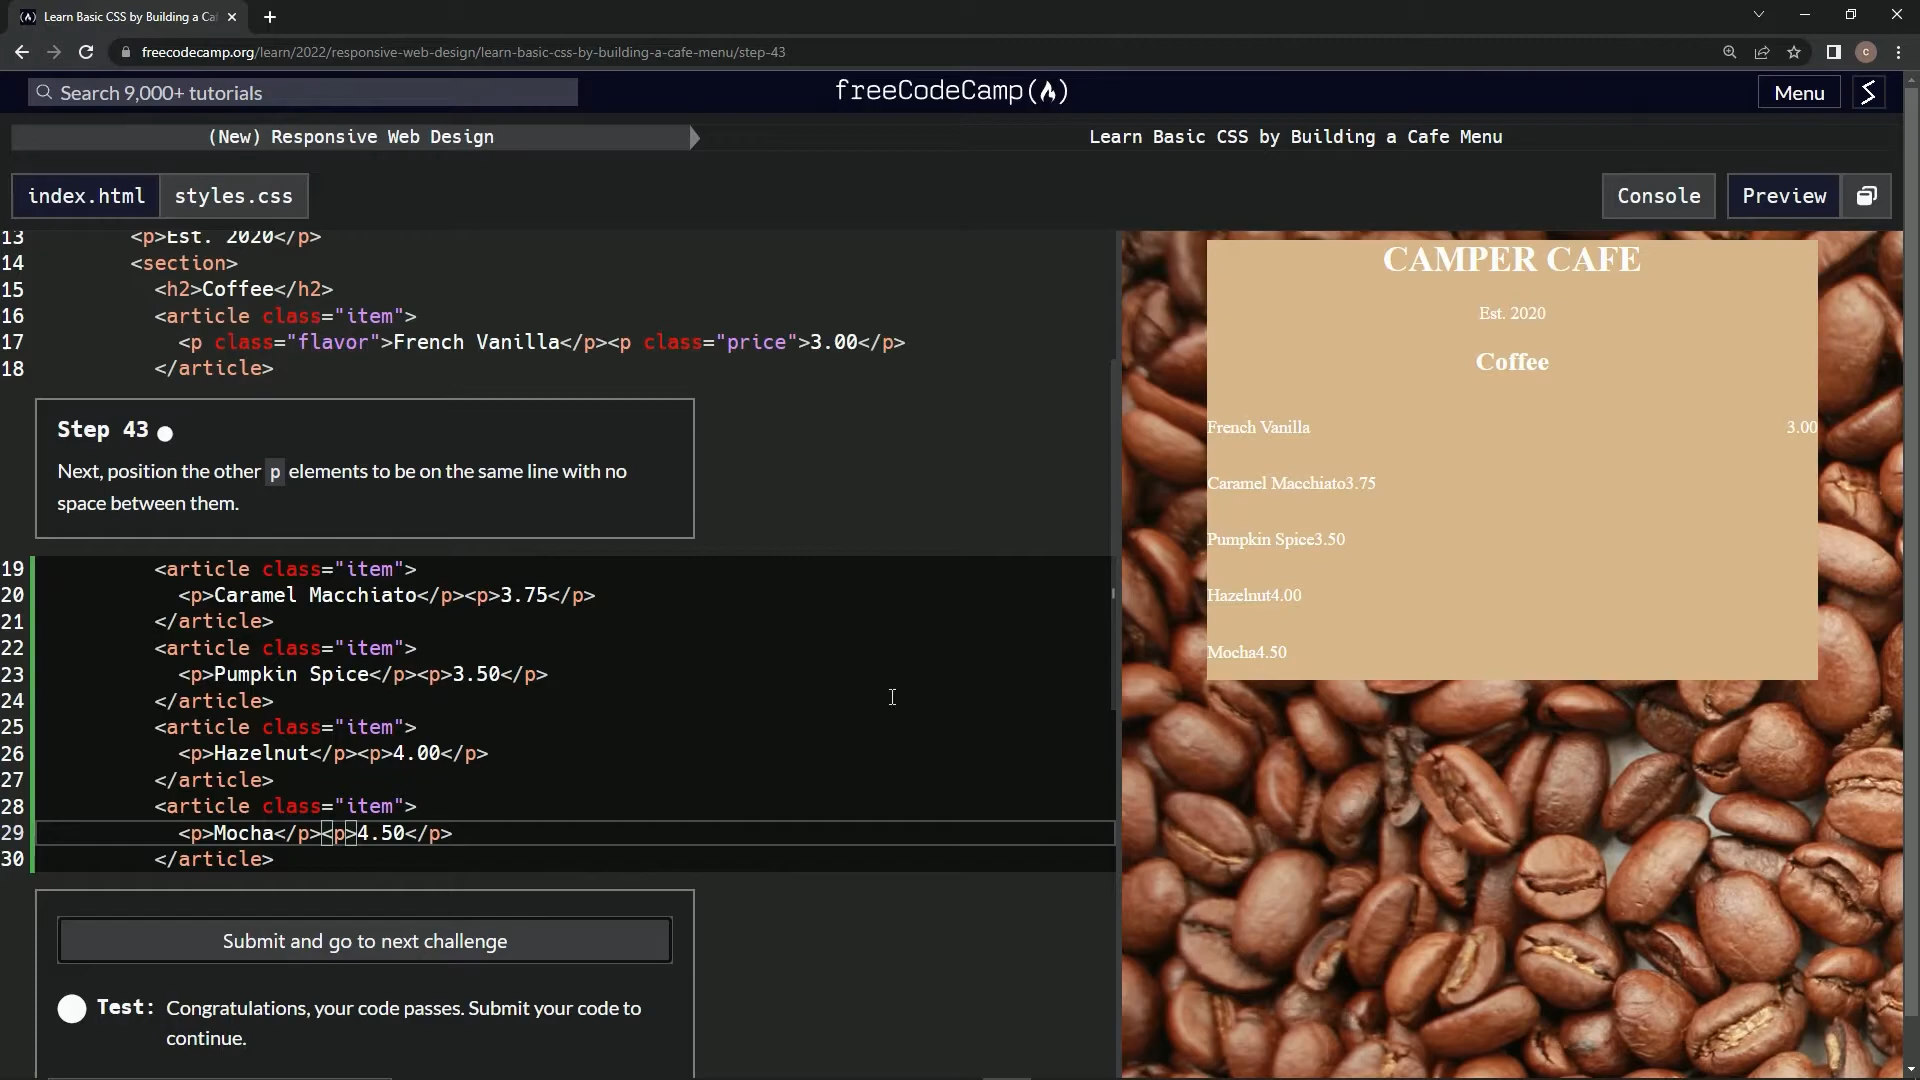 Learn Basic CSS by Building a Ca
freecodecamp.org/learn/2022/responsive-web-design/learn-basic-css-by-building-a-cafe-menu/step-43
c
Search 9,000+ tutorials
freeCodeCamp
Menu
(New) Responsive Web Design
Learn Basic CSS by Building a Cafe Menu
index.html
styles.css
Console
Preview
13 <p>Est. 2020</p>
14 <section>
15 <h2>Coffee</h2>
16 <article class="item">
17 <p class="flavor">French Vanilla</p><p class="price">3.00</p>
18 </article>
Step 43
Next, position the other p elements to be on the same line with no
space between them.
19 <article class="item">
20 <p>Caramel Macchiato</p><p>3.75</p>
21 </article>
22 <article class="item">
23 <p>Pumpkin Spice</p><p>3.50</p>
24 </article>
25 <article class="item">
26 <p>Hazelnut</p><p>4.00</p>
27 </article>
28 <article class="item">
29 <p>Mocha</p><p>4.50</p>
30 </article>
Submit and go to next challenge
Test: Congratulations, your code passes. Submit your code to
continue.
CAMPER CAFE
Est. 2020
Coffee
French Vanilla 3.00
Caramel Macchiato3.75
Pumpkin Spice3.50
Hazelnut4.00
Mocha4.50